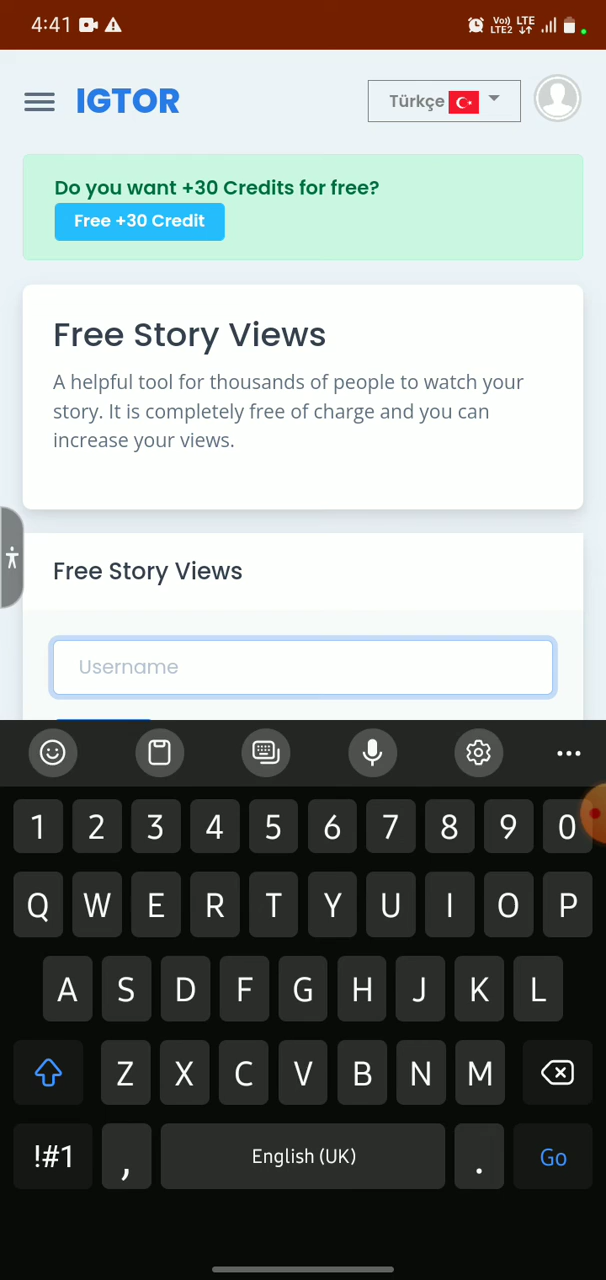 4:41
Vo)) LTE
LTE2
IGTOR
Türkçe
Do you want +30 Credits for free?
Free +30 Credit
Free Story Views
A helpful tool for thousands of people to watch your
story. It is completely free of charge and you can
increase your views.
Free Story Views
Username
1 2 3 4 5 6 7 8 9 0
Q W E R T Y U I O P
A S D F G H J K L
Z X C V B N M
!#1 , English (UK) . Go